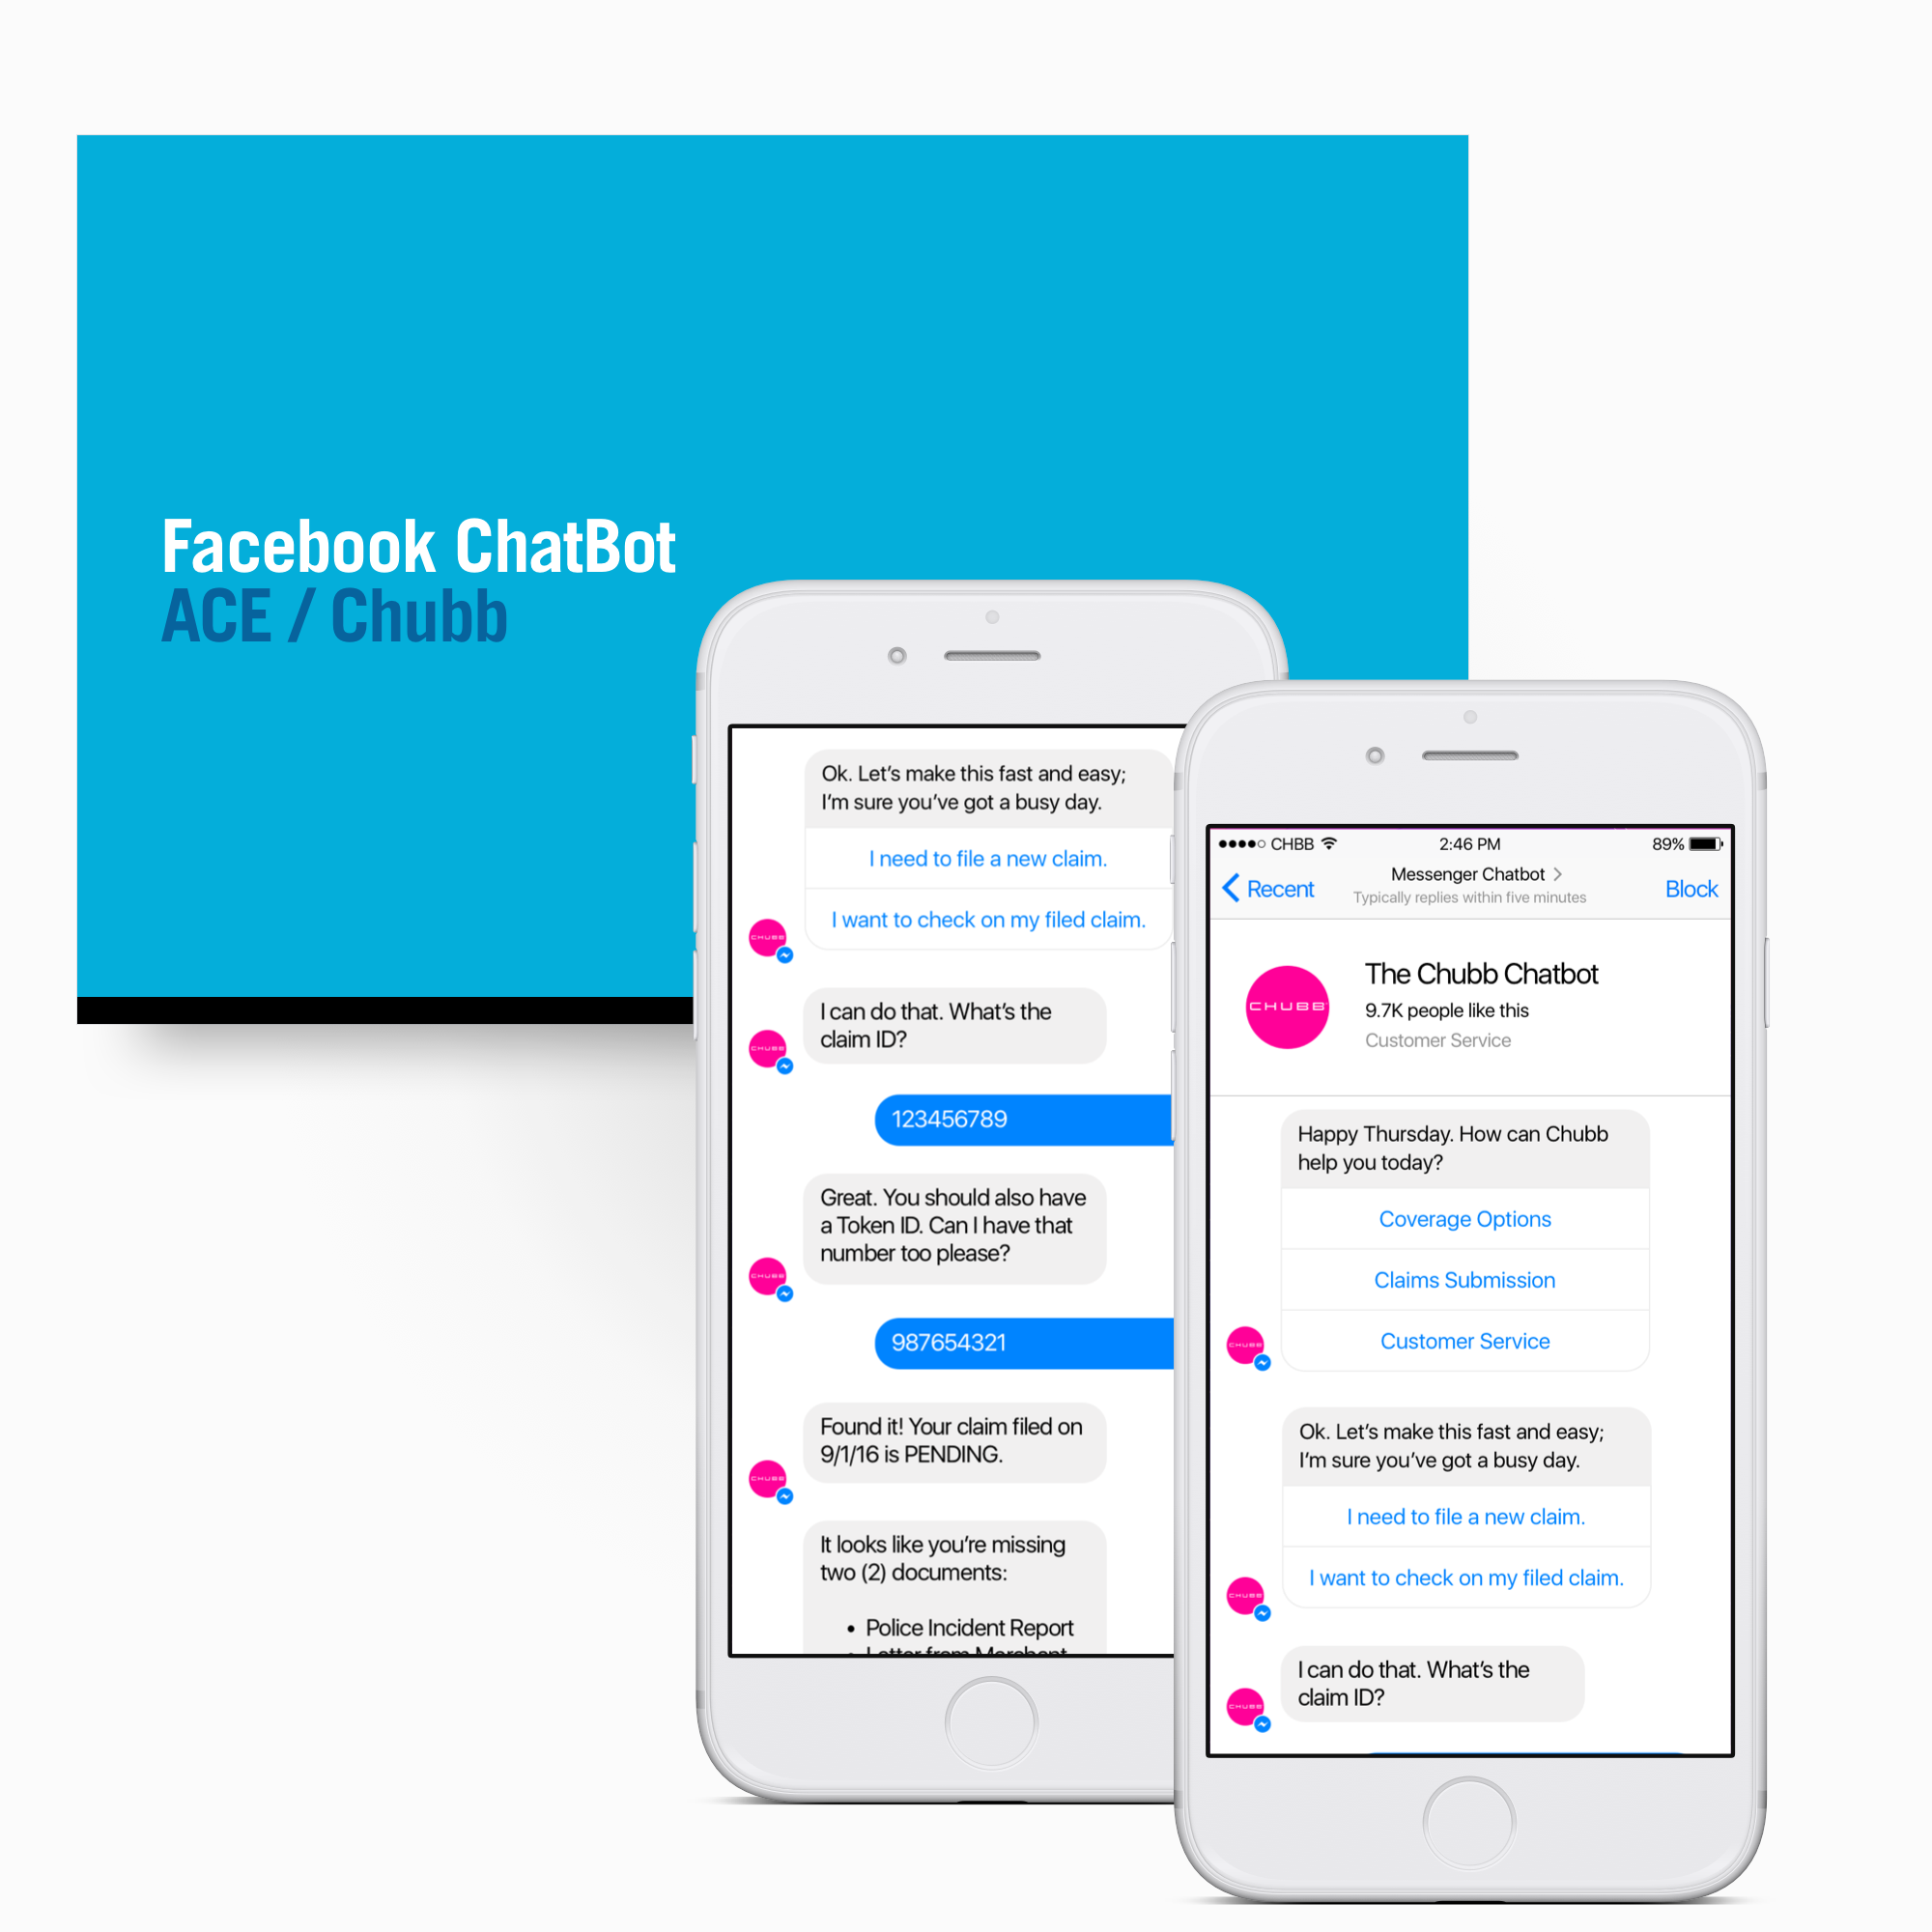 Facebook ChatBot
ACE / Chubb
Ok. Let's make this fast and easy;
I'm sure you've got a busy day.
I need to file a new claim.
I want to check on my filed claim.
CHUBB
I can do that. What's the
claim ID?
CHUBB
123456789
Great. You should also have
a Token ID. Can I have that
number too please?
CHUBB
987654321
Found it! Your claim filed on
9/1/16 is PENDING.
CHUBB
It looks like you're missing
two (2) documents:
• Police Incident Report
• Letter from Merchant
CHBB 2:46 PM 89%
Recent Messenger Chatbot Block
Typically replies within five minutes
CHUBB
The Chubb Chatbot
9.7K people like this
Customer Service
Happy Thursday. How can Chubb
help you today?
Coverage Options
Claims Submission
Customer Service
CHUBB
Ok. Let's make this fast and easy;
I'm sure you've got a busy day.
I need to file a new claim.
I want to check on my filed claim.
CHUBB
I can do that. What's the
claim ID?
CHUBB